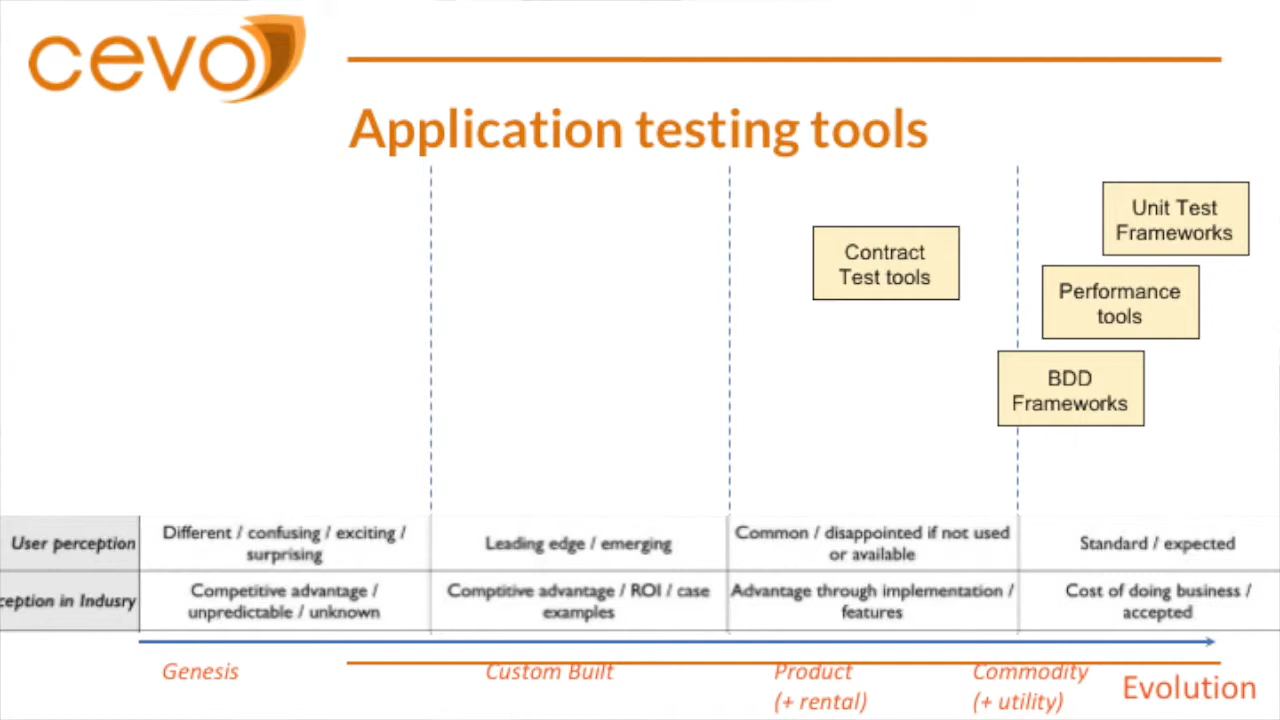 cevo
Application testing tools
Unit Test
Frameworks
Contract
Test tools
Performance
tools
BDD
Frameworks
User perception
Different / confusing / exciting /
surprising
Leading edge / emerging
Common / disappointed if not used
or available
Standard / expected
ception in Indusry
Competitive advantage /
unpredictable / unknown
Comptitive advantage / ROI / case
examples
Advantage through implementation /
features
Cost of doing business /
accepted
Genesis
Custom Built
Product
(+ rental)
Commodity
(+ utility)
Evolution